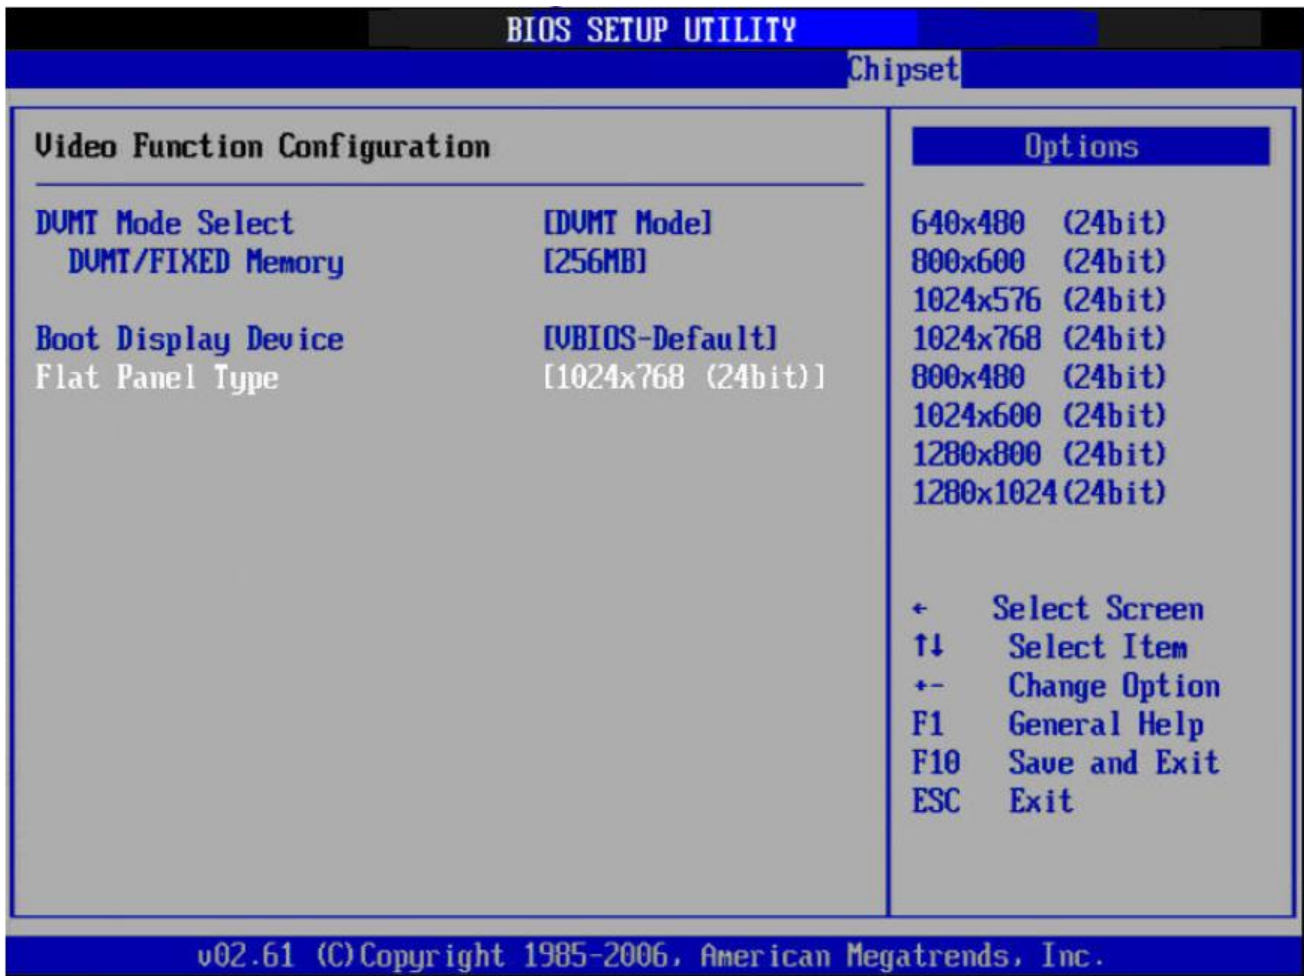 BIOS SETUP UTILITY
Chipset
Video Function Configuration
DVMT Mode Select [DVMT Mode]
DVMT/FIXED Memory [256MB]
Boot Display Device [VBIOS-Default]
Flat Panel Type [1024x768 (24bit)]
Options
640x480 (24bit)
800x600 (24bit)
1024x576 (24bit)
1024x768 (24bit)
800x480 (24bit)
1024x600 (24bit)
1280x800 (24bit)
1280x1024(24bit)
← Select Screen
↑↓ Select Item
+- Change Option
F1 General Help
F10 Save and Exit
ESC Exit
v02.61 (C)Copyright 1985-2006, American Megatrends, Inc.